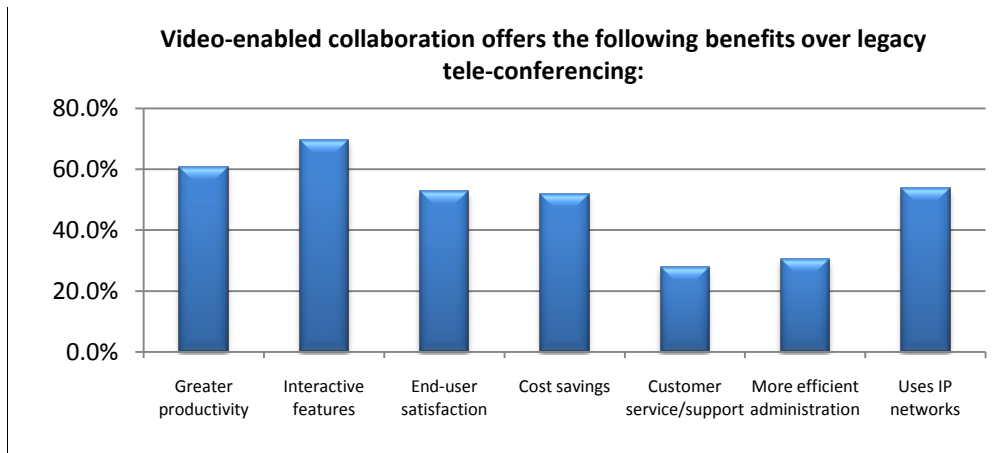 Video-enabled collaboration offers the following benefits over legacy
tele-conferencing:
80.0%
60.0%
40.0%
20.0%
0.0%
Greater
productivity
Interactive
features
End-user
satisfaction
Cost savings
Customer
service/support
More efficient
administration
Uses IP
networks